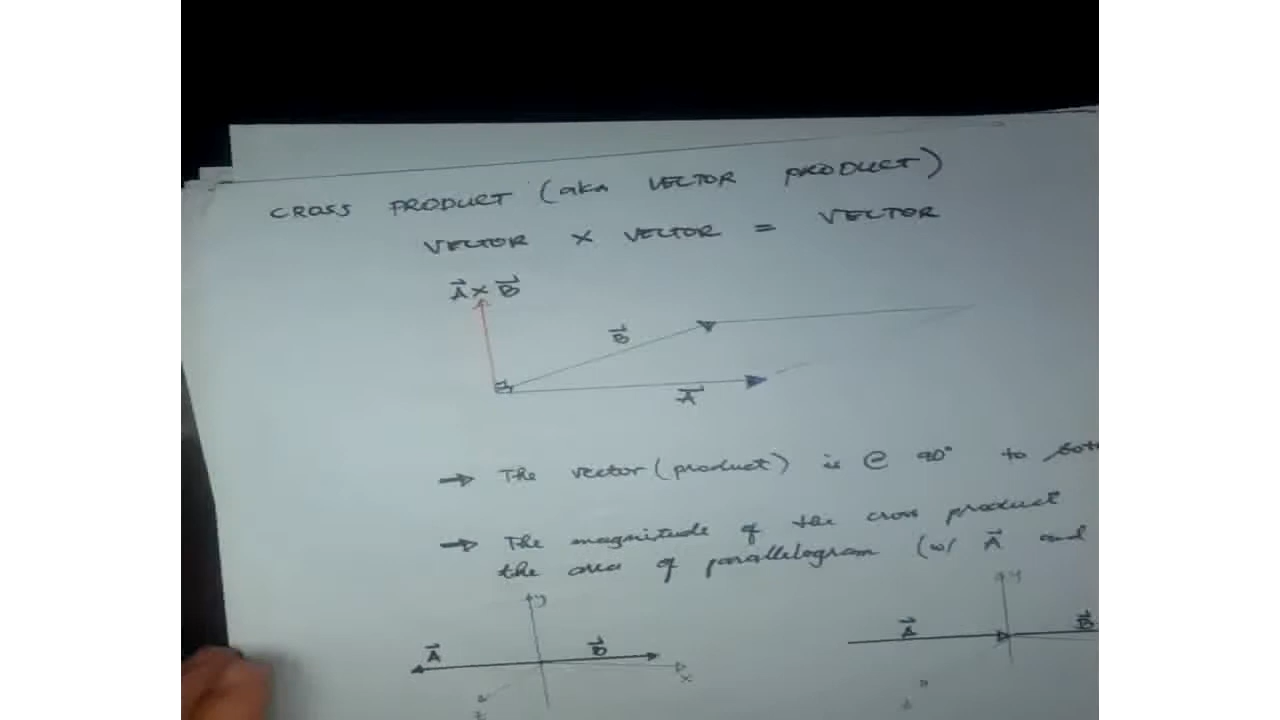 CROSS PRODUCT (aka VECTOR PRODUCT)
VECTOR × VECTOR = VECTOR
A⃗ × B⃗
B⃗
A⃗
→ The vector (product) is @ 90° to both
→ The magnitude of the cross product
the area of parallelogram (w/ A⃗ and
y
y
A⃗
B⃗
A⃗
B⃗
x
z